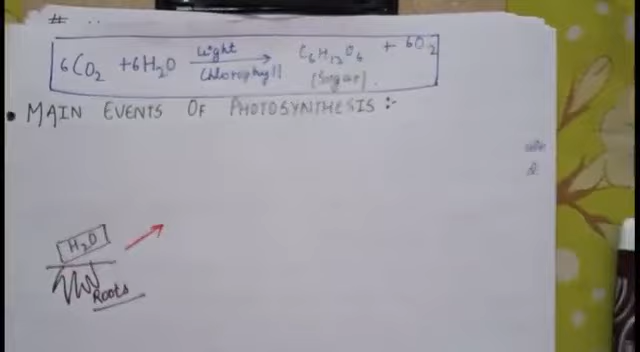 # ..
6CO2 + 6H2O Light Chlorophyll → C6H12O6 (Sugar) + 6O2
• MAIN EVENTS OF PHOTOSYNTHESIS :-
H2O
Roots